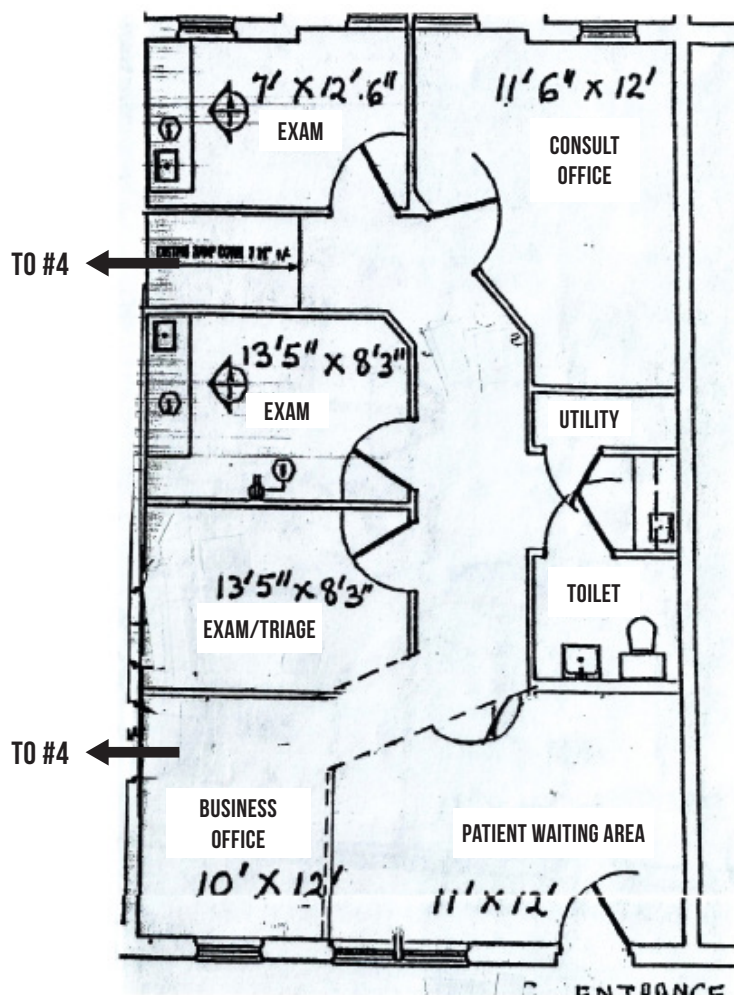 7' X 12'.6"
EXAM
11' 6" X 12'
CONSULT
OFFICE
TO #4
13'5" X 8'3"
EXAM
UTILITY
13'5" X 8'3"
EXAM/TRIAGE
TOILET
TO #4
BUSINESS
OFFICE
10' X 12'
PATIENT WAITING AREA
11' X 12'
ENTRANCE